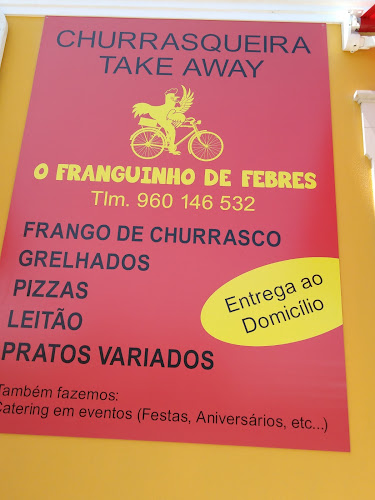 CHURRASQUEIRA
TAKE AWAY
O FRANGUINHO DE FEBRES
Tlm. 960 146 532
FRANGO DE CHURRASCO
GRELHADOS
PIZZAS
LEITÃO
PRATOS VARIADOS
Entrega ao
Domicílio
Também fazemos:
Catering em eventos (Festas, Aniversários, etc...)